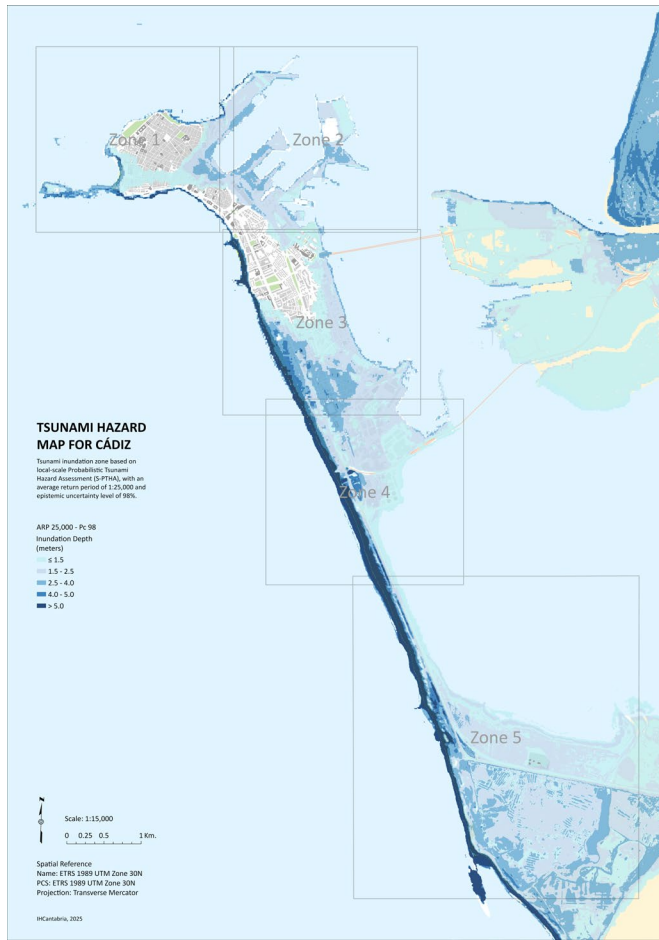 Zone 1
Zone 2
Zone 3
Zone 4
Zone 5
TSUNAMI HAZARD
MAP FOR CÁDIZ
Tsunami inundation zone based on
local-scale Probabilistic Tsunami
Hazard Assessment (S-PTHA), with an
average return period of 1:25,000 and
epistemic uncertainty level of 98%.
ARP 25,000 - Pc 98
Inundation Depth
(meters)
≤ 1.5
1.5 - 2.5
2.5 - 4.0
4.0 - 5.0
> 5.0
N
Scale: 1:15,000
0 0.25 0.5 1 Km.
Spatial Reference
Name: ETRS 1989 UTM Zone 30N
PCS: ETRS 1989 UTM Zone 30N
Projection: Transverse Mercator
IHCantabria, 2025